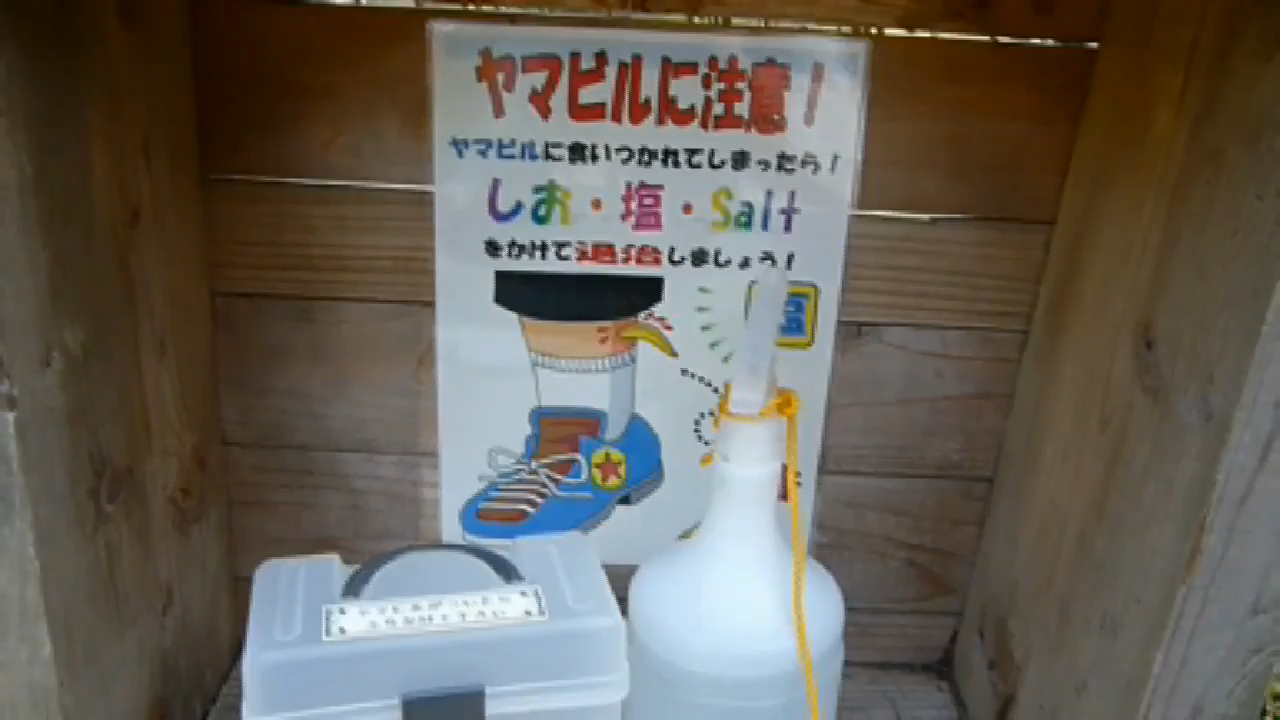 ヤマビルに注意！
ヤマビルに食いつかれてしまったら！
しお・塩・Salt
をかけて退治しましょう！